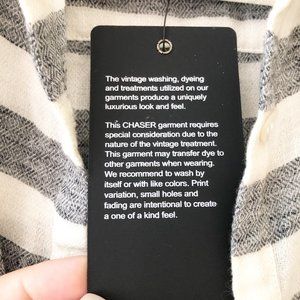 The vintage washing, dyeing
and treatments utilized on our
garments produce a uniquely
luxurious look and feel.
This CHASER garment requires
special consideration due to the
nature of the vintage treatment.
This garment may transfer dye to
other garments when wearing.
We recommend to wash by
itself or with like colors. Print
variation, small holes and
fading are intentional to create
a one of a kind feel.